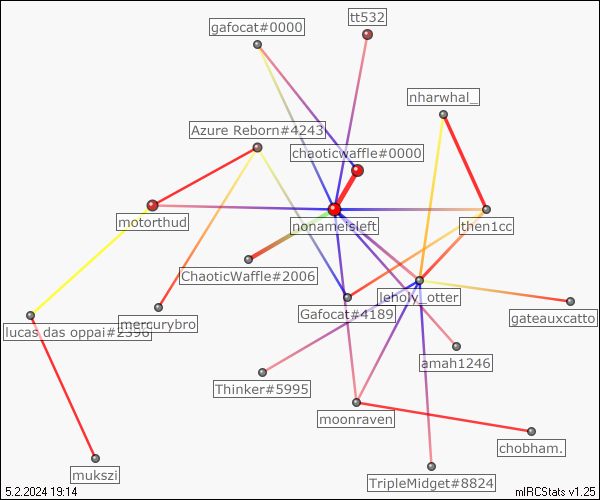 tt532
gafocat#0000
nharwhal_
Azure Reborn#4243
chaoticwaffle#0000
motorthud
nonameisleft
then1cc
ChaoticWaffle#2006
leholy_otter
Gafocat#4189
gateauxcatto
lucas das oppai#2396
mercurybro
amah1246
Thinker#5995
moonraven
chobham.
mukszi
TripleMidget#8824
5.2.2024 19:14
mIRCStats v1.25